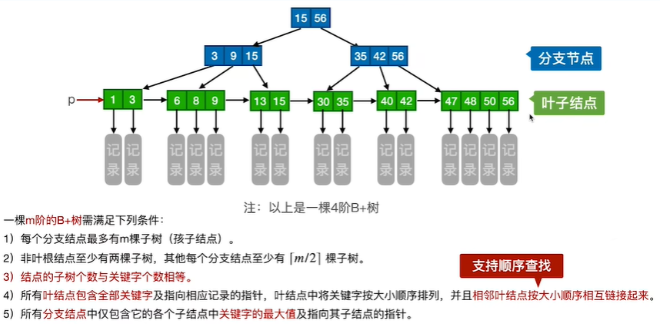 15 56
3 9 15
35 42 56
分支节点
p
1 3
6 8 9
13 15
30 35
40 42
47 48 50 56
叶子结点
记录 记录 记录 记录 记录 记录 记录 记录 记录 记录 记录 记录 记录 记录 记录
注：以上是一棵4阶B+树
一棵m阶的B+树需满足下列条件：
1）每个分支结点最多有m棵子树（孩子结点）。
2）非叶根结点至少有两棵子树，其他每个分支结点至少有 ⌈m/2⌉ 棵子树。
支持顺序查找
3）结点的子树个数与关键字个数相等。
4）所有叶结点包含全部关键字及指向相应记录的指针，叶结点中将关键字按大小顺序排列，并且相邻叶结点按大小顺序相互链接起来。
5）所有分支结点中仅包含它的各个子结点中关键字的最大值及指向其子结点的指针。